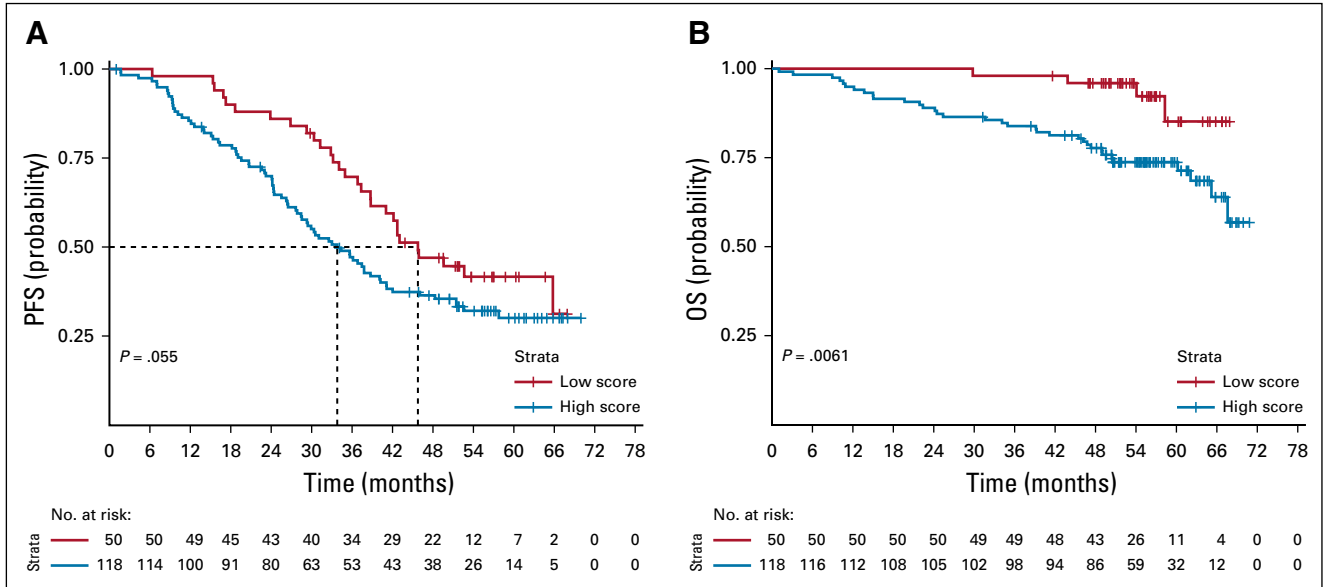 A
1.00
0.75
0.50
0.25
PFS (probability)
P = .055
Strata
Low score
High score
0 6 12 18 24 30 36 42 48 54 60 66 72 78
Time (months)
No. at risk:
Strata
50 50 49 45 43 40 34 29 22 12 7 2 0 0
118 114 100 91 80 63 53 43 38 26 14 5 0 0
B
1.00
0.75
0.50
0.25
OS (probability)
P = .0061
Strata
Low score
High score
0 6 12 18 24 30 36 42 48 54 60 66 72 78
Time (months)
No. at risk:
Strata
50 50 50 50 50 49 49 48 43 26 11 4 0 0
118 116 112 108 105 102 98 94 86 59 32 12 0 0